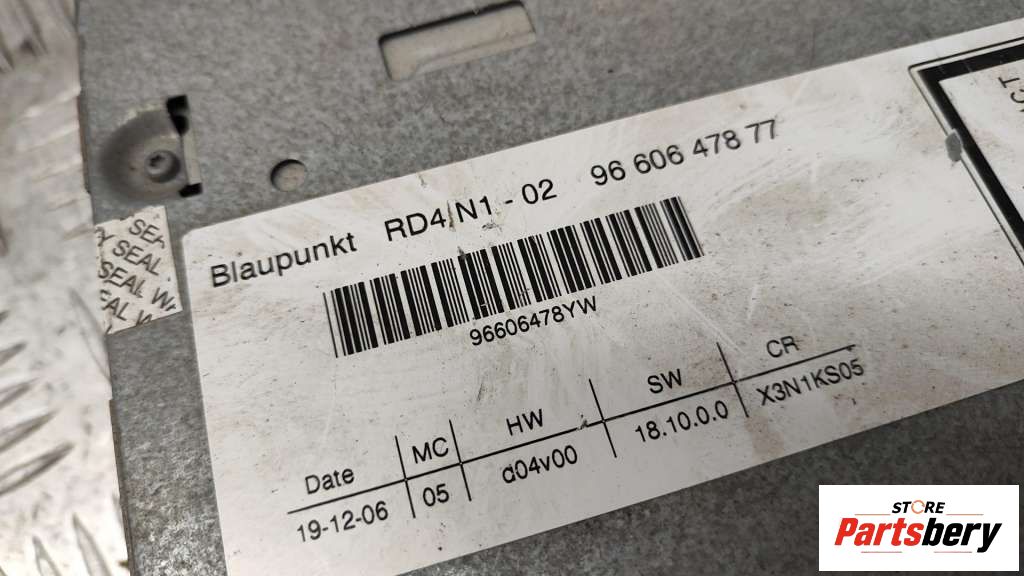 Blaupunkt RD4 N1 - 02 96 606 478 77
96606478YW
Date MC HW SW CR
19-12-06 05 d04v00 18.10.0.0 X3N1KS05
SEAL
SEAL
SEAL
STORE
Partsbery